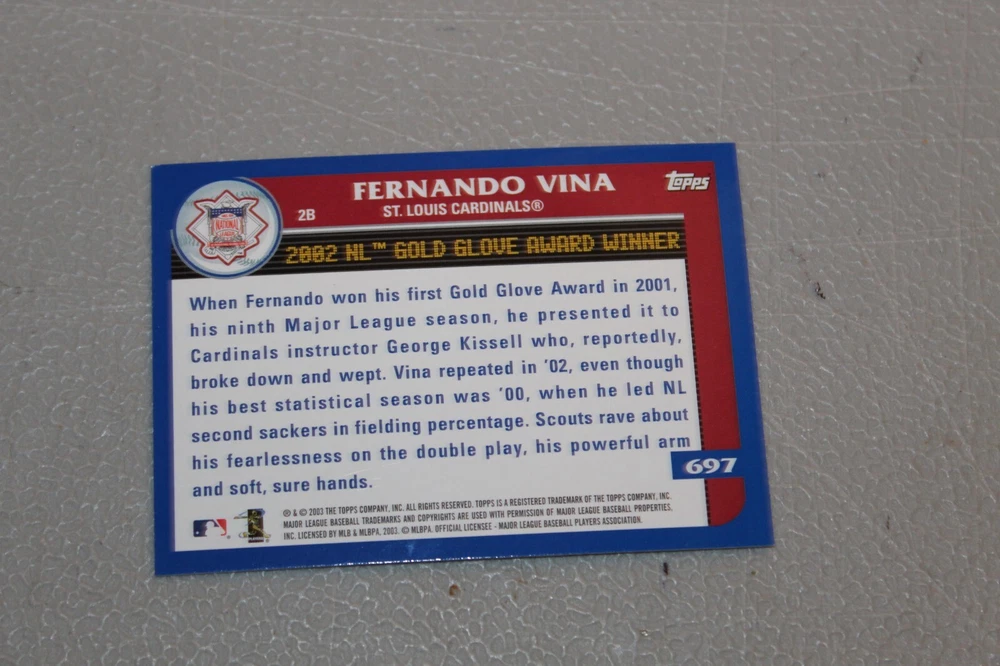 FERNANDO VINA
topps
2B
ST. LOUIS CARDINALS®
NATIONAL
LEAGUE
2002 NL™ GOLD GLOVE AWARD WINNER
When Fernando won his first Gold Glove Award in 2001,
his ninth Major League season, he presented it to
Cardinals instructor George Kissell who, reportedly,
broke down and wept. Vina repeated in '02, even though
his best statistical season was '00, when he led NL
second sackers in fielding percentage. Scouts rave about
his fearlessness on the double play, his powerful arm
and soft, sure hands.
697
® & © 2003 THE TOPPS COMPANY, INC. ALL RIGHTS RESERVED. TOPPS IS A REGISTERED TRADEMARK OF THE TOPPS COMPANY, INC.
MAJOR LEAGUE BASEBALL TRADEMARKS AND COPYRIGHTS ARE USED WITH PERMISSION OF MAJOR LEAGUE BASEBALL PROPERTIES,
INC. LICENSED BY MLB & MLBPA, 2003. © MLBPA. OFFICIAL LICENSEE - MAJOR LEAGUE BASEBALL PLAYERS ASSOCIATION.